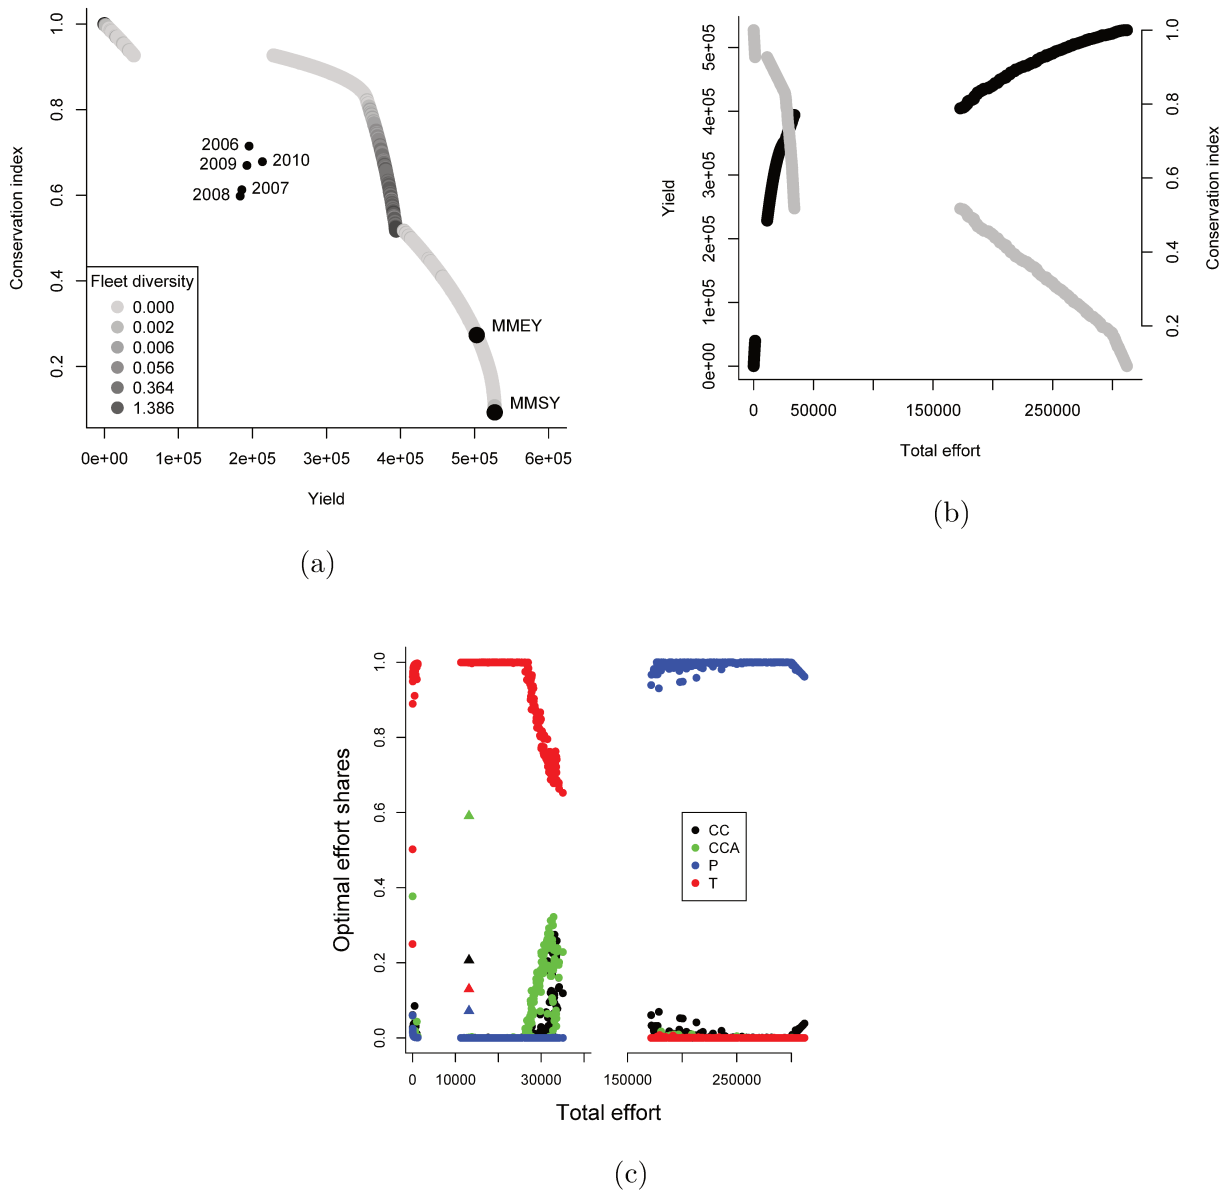 1.0
0.8
0.6
0.4
0.2
Conservation index
2006
2009
2010
2008
2007
MMEY
MMSY
Fleet diversity
0.000
0.002
0.006
0.056
0.364
1.386
0e+00 1e+05 2e+05 3e+05 4e+05 5e+05 6e+05
Yield
(a)
5e+05
4e+05
3e+05
2e+05
1e+05
0e+00
Yield
1.0
0.8
0.6
0.4
0.2
Conservation index
0 50000 150000 250000
Total effort
(b)
1.0
0.8
0.6
0.4
0.2
0.0
Optimal effort shares
CC
CCA
P
T
0 10000 30000 150000 250000
Total effort
(c)